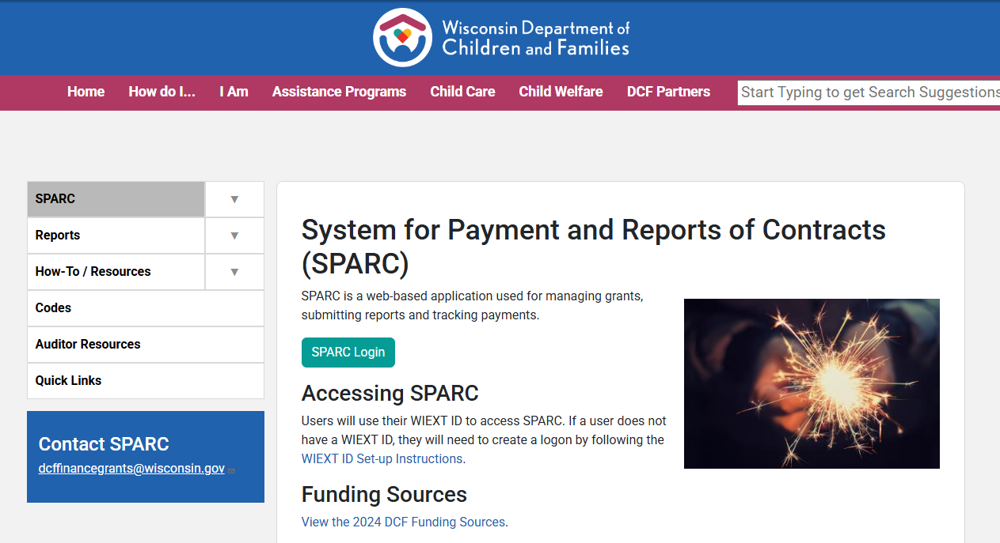 Wisconsin Department of
Children and Families
Home How do I... I Am Assistance Programs Child Care Child Welfare DCF Partners Start Typing to get Search Suggestions
SPARC
Reports
How-To / Resources
Codes
Auditor Resources
Quick Links
Contact SPARC
dcffinancegrants@wisconsin.gov
System for Payment and Reports of Contracts
(SPARC)
SPARC is a web-based application used for managing grants,
submitting reports and tracking payments.
SPARC Login
Accessing SPARC
Users will use their WIEXT ID to access SPARC. If a user does not
have a WIEXT ID, they will need to create a logon by following the
WIEXT ID Set-up Instructions.
Funding Sources
View the 2024 DCF Funding Sources.